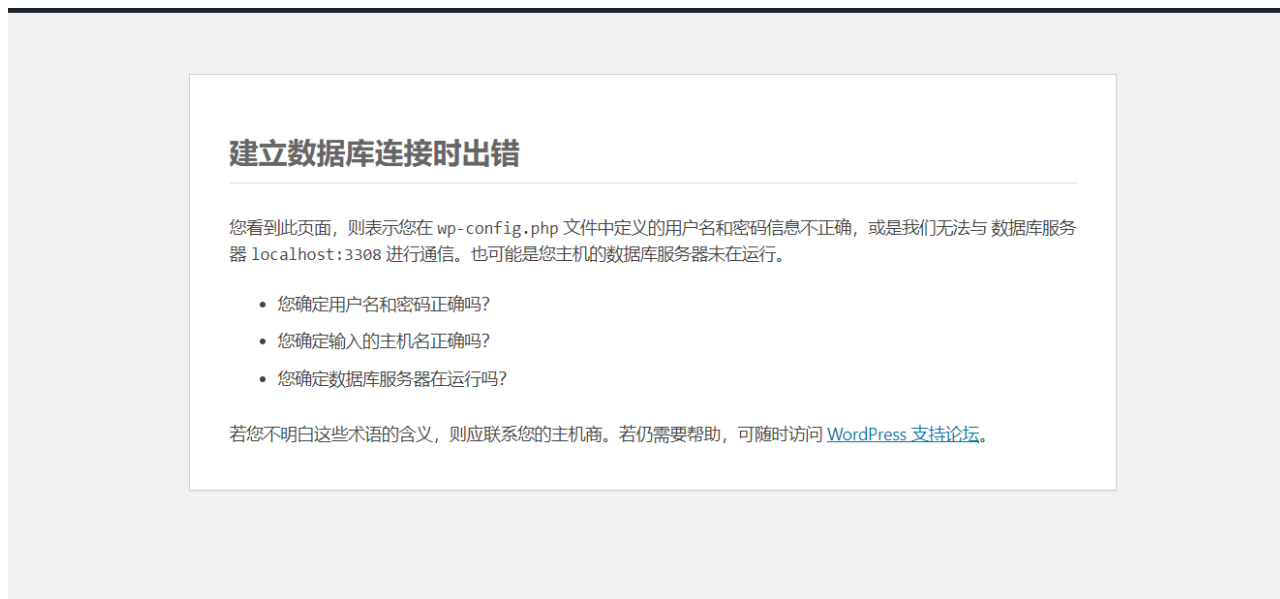 建立数据库连接时出错
您看到此页面，则表示您在 wp-config.php 文件中定义的用户名和密码信息不正确，或是我们无法与 数据库服务
器 localhost:3308 进行通信。也可能是您主机的数据库服务器未在运行。
• 您确定用户名和密码正确吗？
• 您确定输入的主机名正确吗？
• 您确定数据库服务器在运行吗？
若您不明白这些术语的含义，则应联系您的主机商。若仍需要帮助，可随时访问 WordPress 支持论坛。